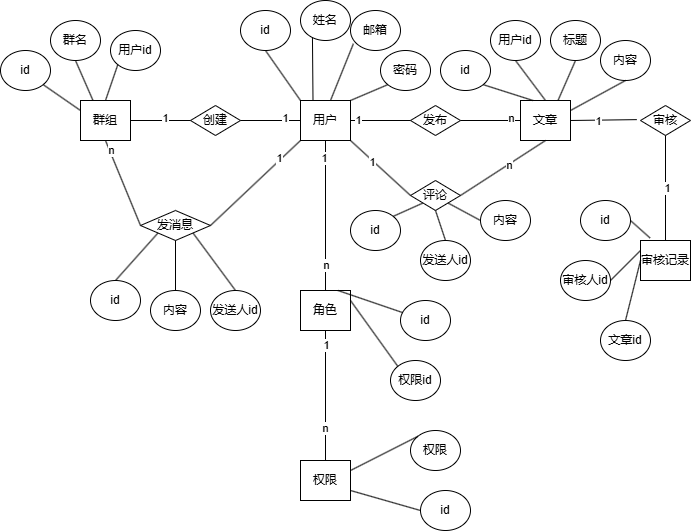 姓名
id
邮箱
群名
用户id
用户id
标题
id
密码
id
内容
群组
1
创建
1
用户
1
发布
n
文章
1
审核
n
1
1
1
n
发消息
评论
1
id
内容
id
发送人id
审核记录
n
审核人id
id
内容
发送人id
角色
id
1
文章id
权限id
n
权限
权限
id